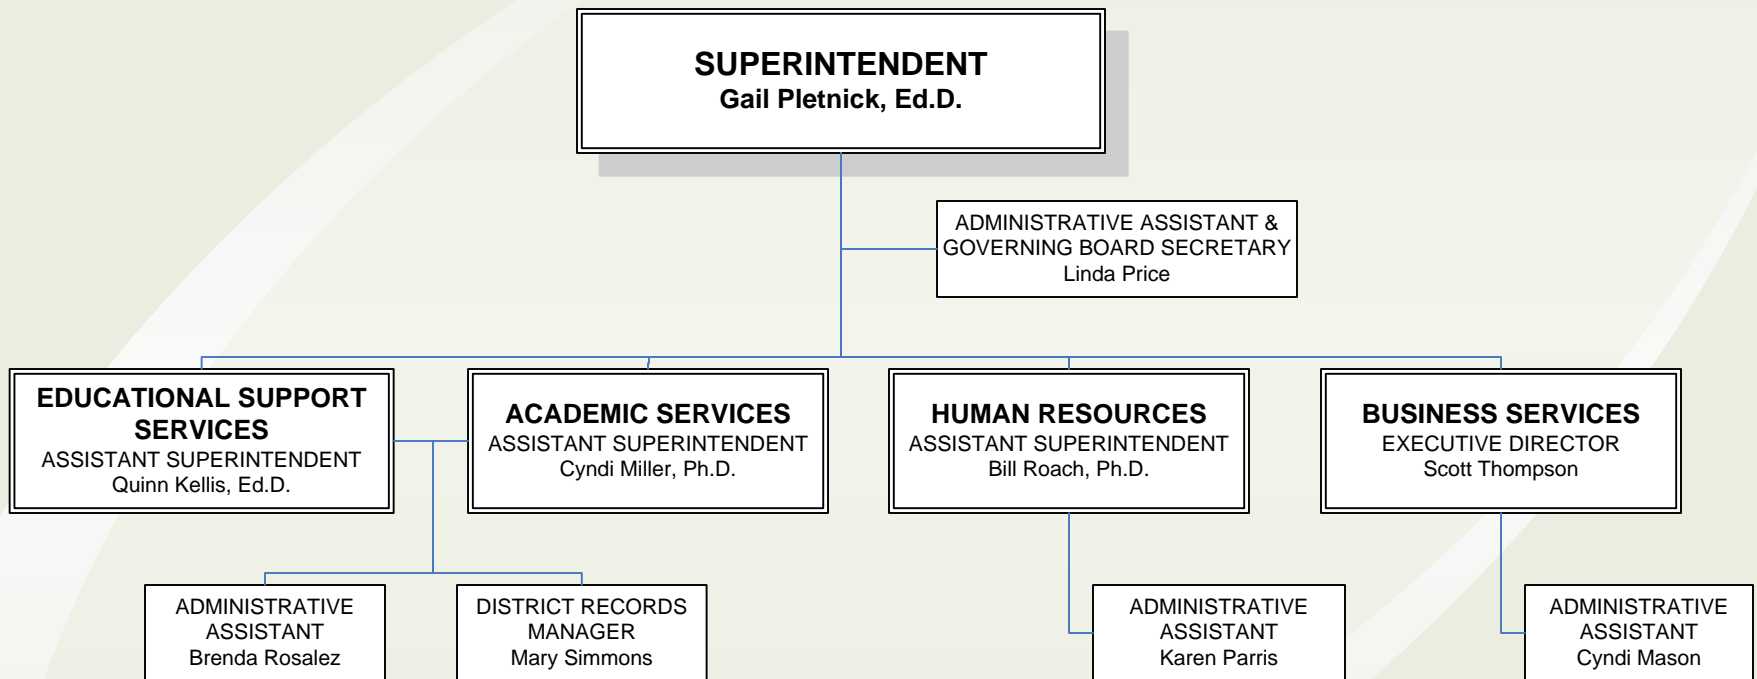 SUPERINTENDENT
Gail Pletnick, Ed.D.
ADMINISTRATIVE ASSISTANT &
GOVERNING BOARD SECRETARY
Linda Price
EDUCATIONAL SUPPORT
SERVICES
ASSISTANT SUPERINTENDENT
Quinn Kellis, Ed.D.
ACADEMIC SERVICES
ASSISTANT SUPERINTENDENT
Cyndi Miller, Ph.D.
HUMAN RESOURCES
ASSISTANT SUPERINTENDENT
Bill Roach, Ph.D.
BUSINESS SERVICES
EXECUTIVE DIRECTOR
Scott Thompson
ADMINISTRATIVE
ASSISTANT
Brenda Rosalez
DISTRICT RECORDS
MANAGER
Mary Simmons
ADMINISTRATIVE
ASSISTANT
Karen Parris
ADMINISTRATIVE
ASSISTANT
Cyndi Mason